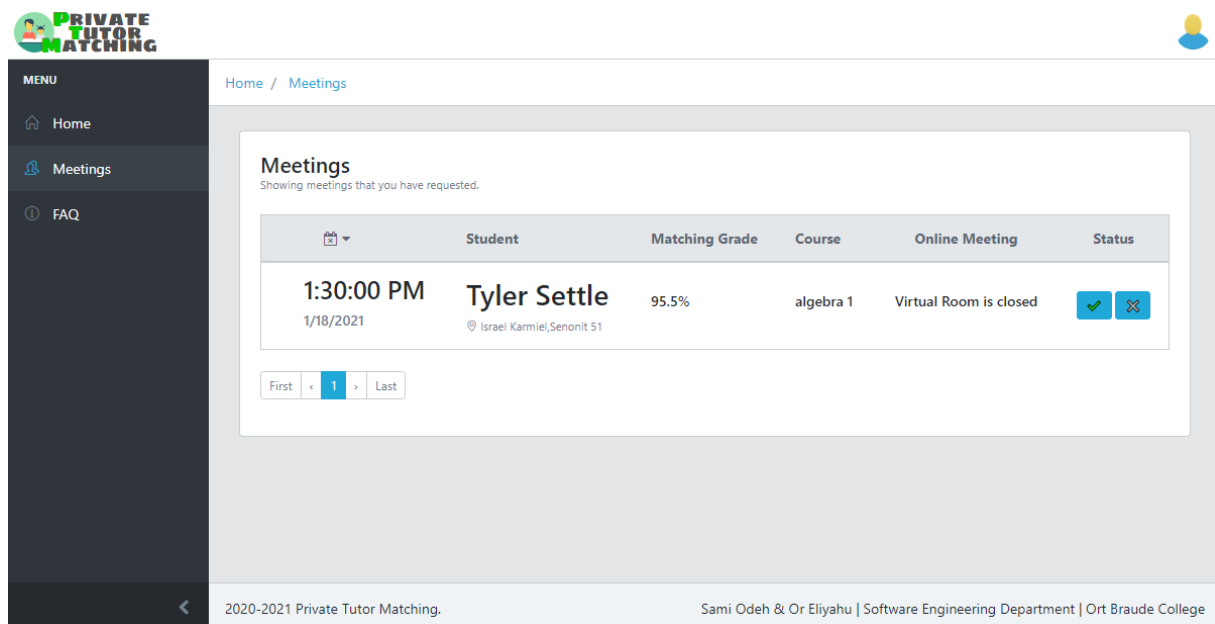 PRIVATE
TUTOR
MATCHING
MENU
Home
Meetings
FAQ
Home / Meetings
Meetings
Showing meetings that you have requested.
Student Matching Grade Course Online Meeting Status
1:30:00 PM Tyler Settle 95.5% algebra 1 Virtual Room is closed
1/18/2021 Israel Karmiel,Senonit 51
First ‹ 1 › Last
2020-2021 Private Tutor Matching. Sami Odeh & Or Eliyahu | Software Engineering Department | Ort Braude College